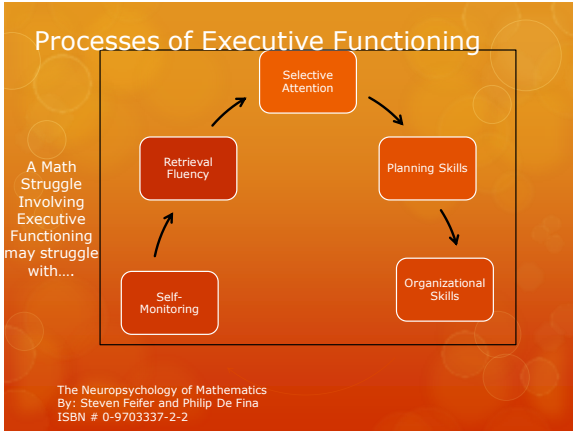 Processes of Executive Functioning
Selective
Attention
Retrieval
Fluency
Planning Skills
A Math
Struggle
Involving
Executive
Functioning
may struggle
with....
Self-
Monitoring
Organizational
Skills
The Neuropsychology of Mathematics
By: Steven Feifer and Philip De Fina
ISBN # 0-9703337-2-2